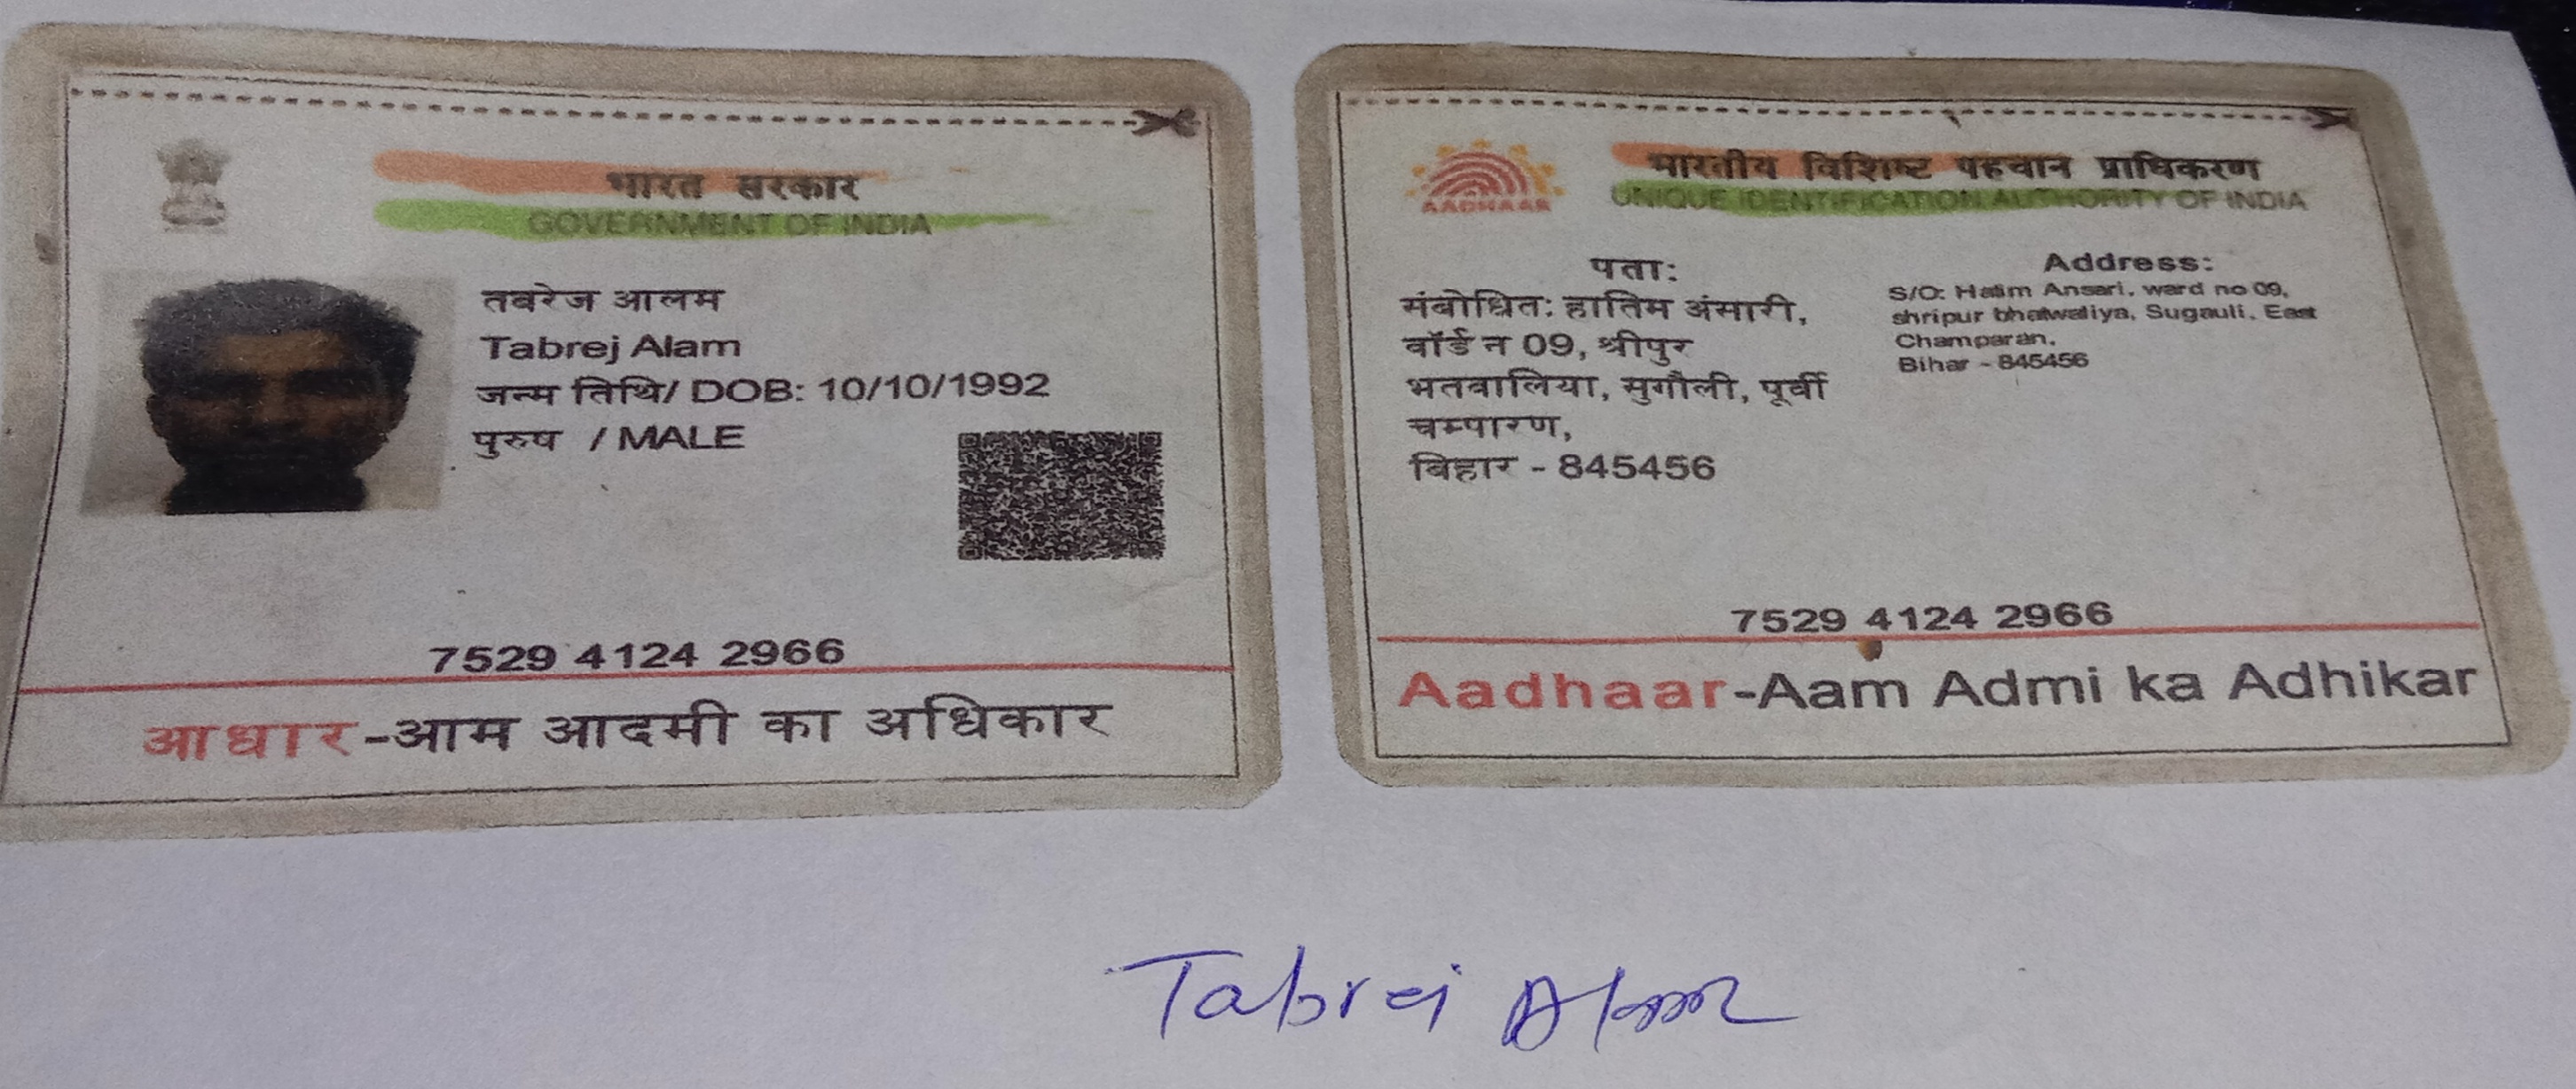 भारत सरकार
GOVERNMENT OF INDIA
तबरेज आलम
Tabrej Alam
जन्म तिथि/ DOB: 10/10/1992
पुरुष / MALE
7529 4124 2966
आधार-आम आदमी का अधिकार
AADHAAR
भारतीय विशिष्ट पहचान प्राधिकरण
UNIQUE IDENTIFICATION AUTHORITY OF INDIA
पता:
संबोधित: हातिम अंसारी,
वॉर्ड न 09, श्रीपुर
भतवालिया, सुगौली, पूर्वी
चम्पारण,
बिहार - 845456
Address:
S/O: Hatim Ansari, ward no 09,
shripur bhatwaliya, Sugauli, East
Champaran,
Bihar - 845456
7529 4124 2966
Aadhaar-Aam Admi ka Adhikar
Tabrej Alam